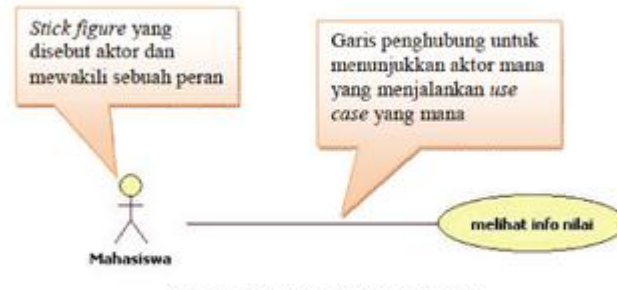 Stick figure yang
disebut aktor dan
mewakili sebuah peran
Garis penghubung untuk
menunjukkan aktor mana
yang menjalankan use
case yang mana
Mahasiswa
melihat info nilai